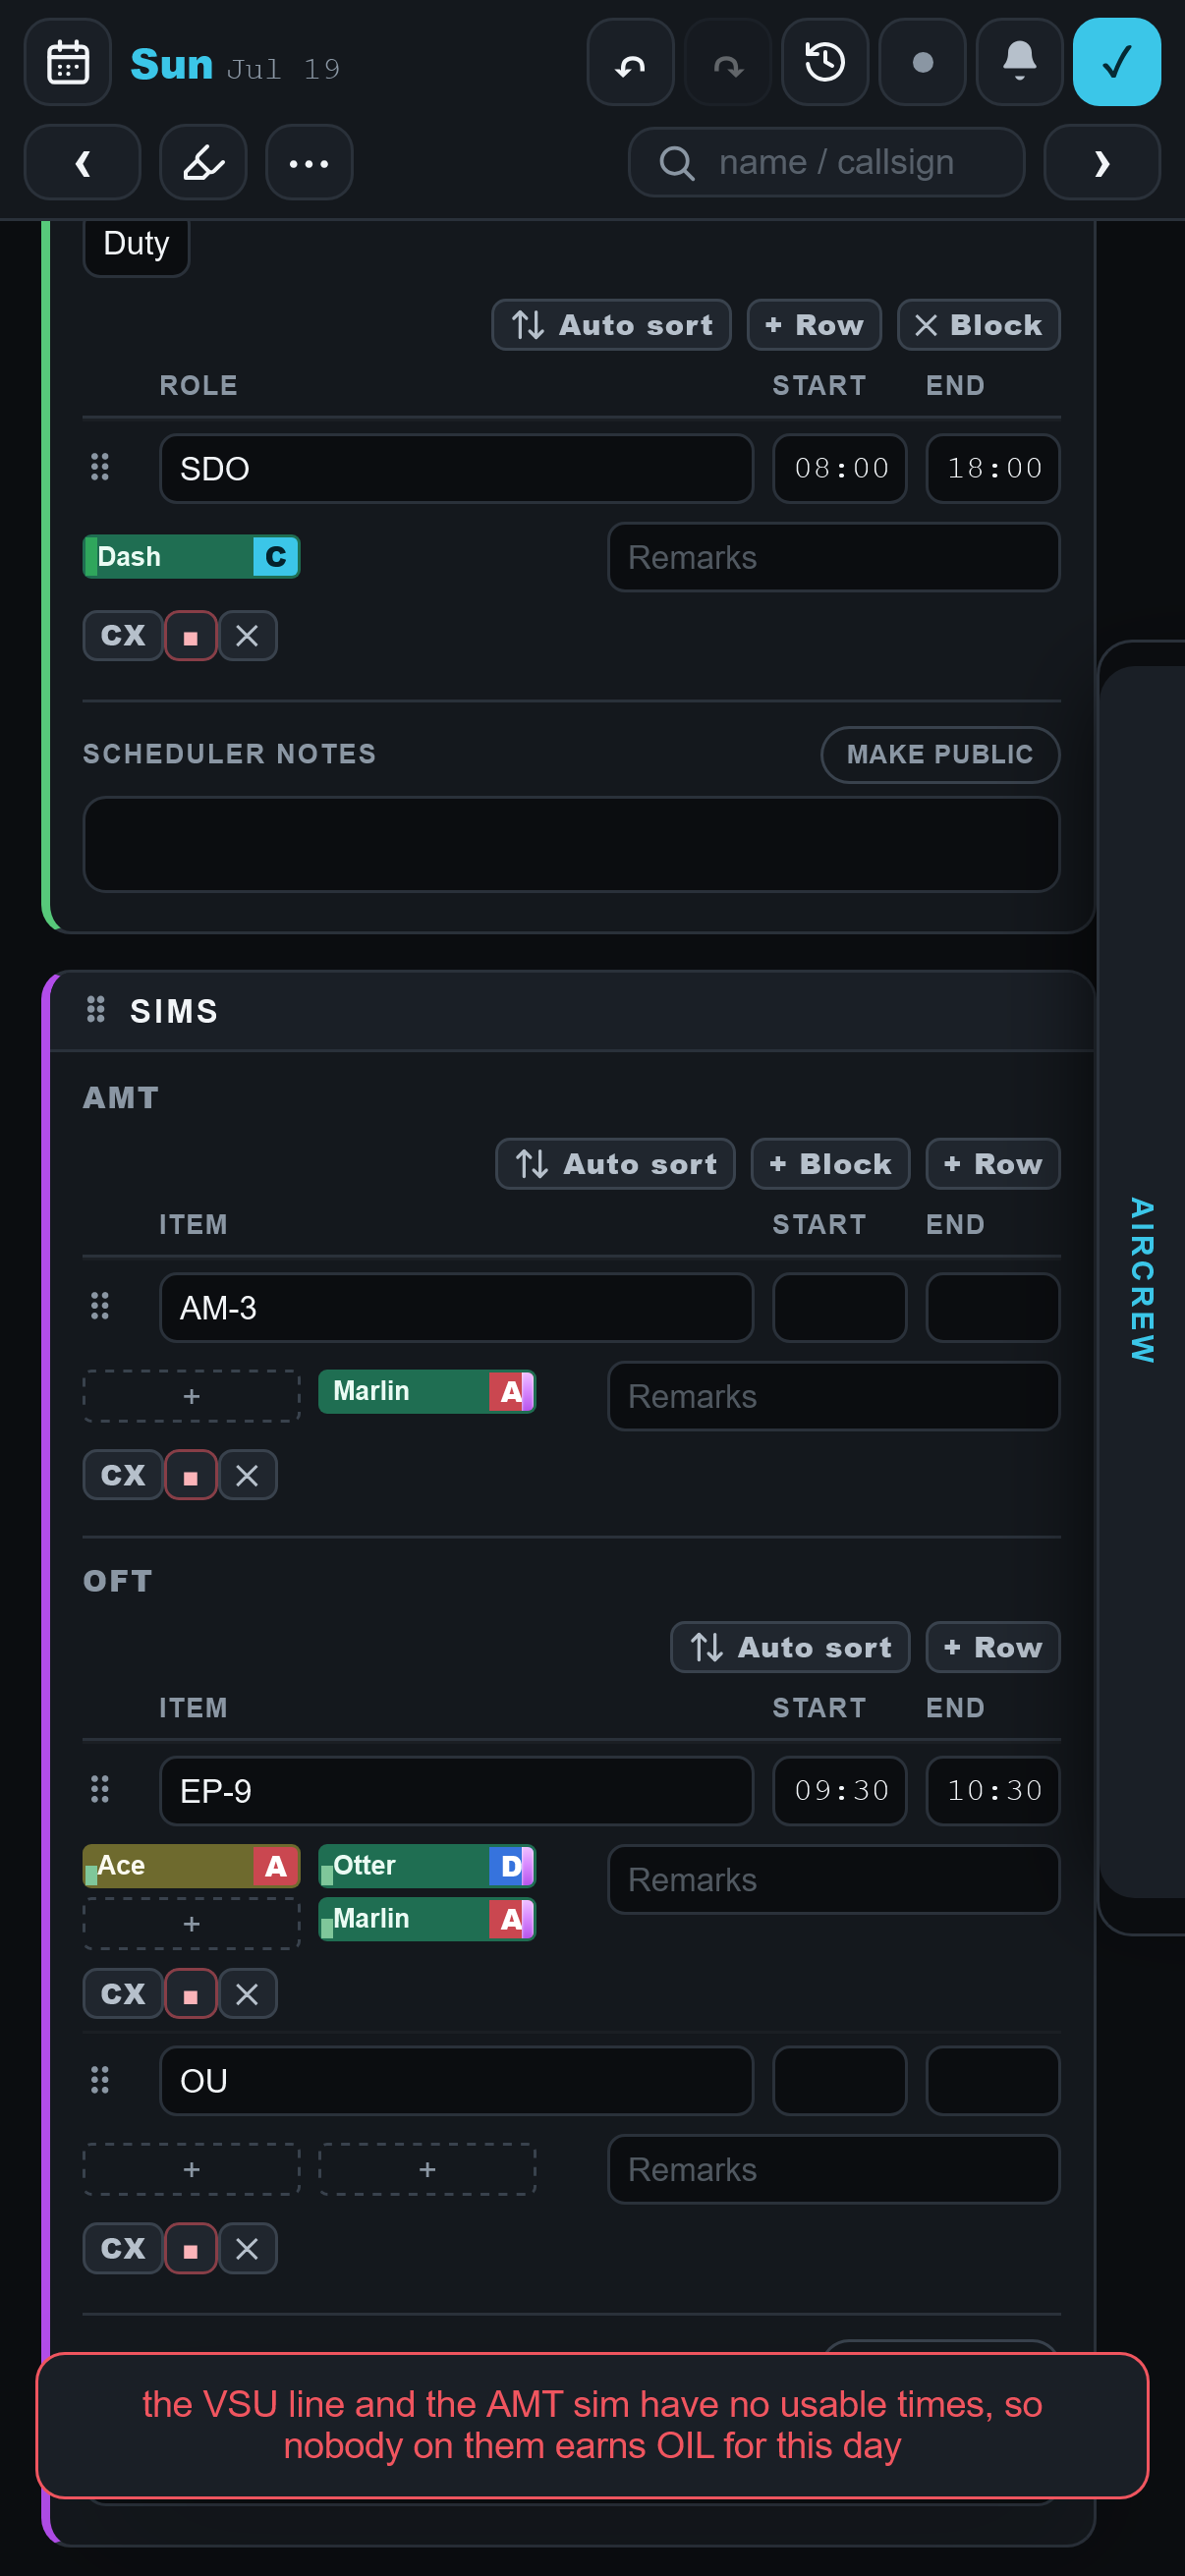 Sun Jul 19
name / callsign
Duty
Auto sort + Row × Block
ROLE START END
SDO 08:00 18:00
Dash C Remarks
CX
SCHEDULER NOTES MAKE PUBLIC
SIMS
AMT
Auto sort + Block + Row
ITEM START END
AM-3
+ Marlin A Remarks
CX
OFT
Auto sort + Row
ITEM START END
EP-9 09:30 10:30
Ace A Otter D Remarks
+ Marlin A
CX
OU
+ + Remarks
CX
the VSU line and the AMT sim have no usable times, so
nobody on them earns OIL for this day
AIRCREW